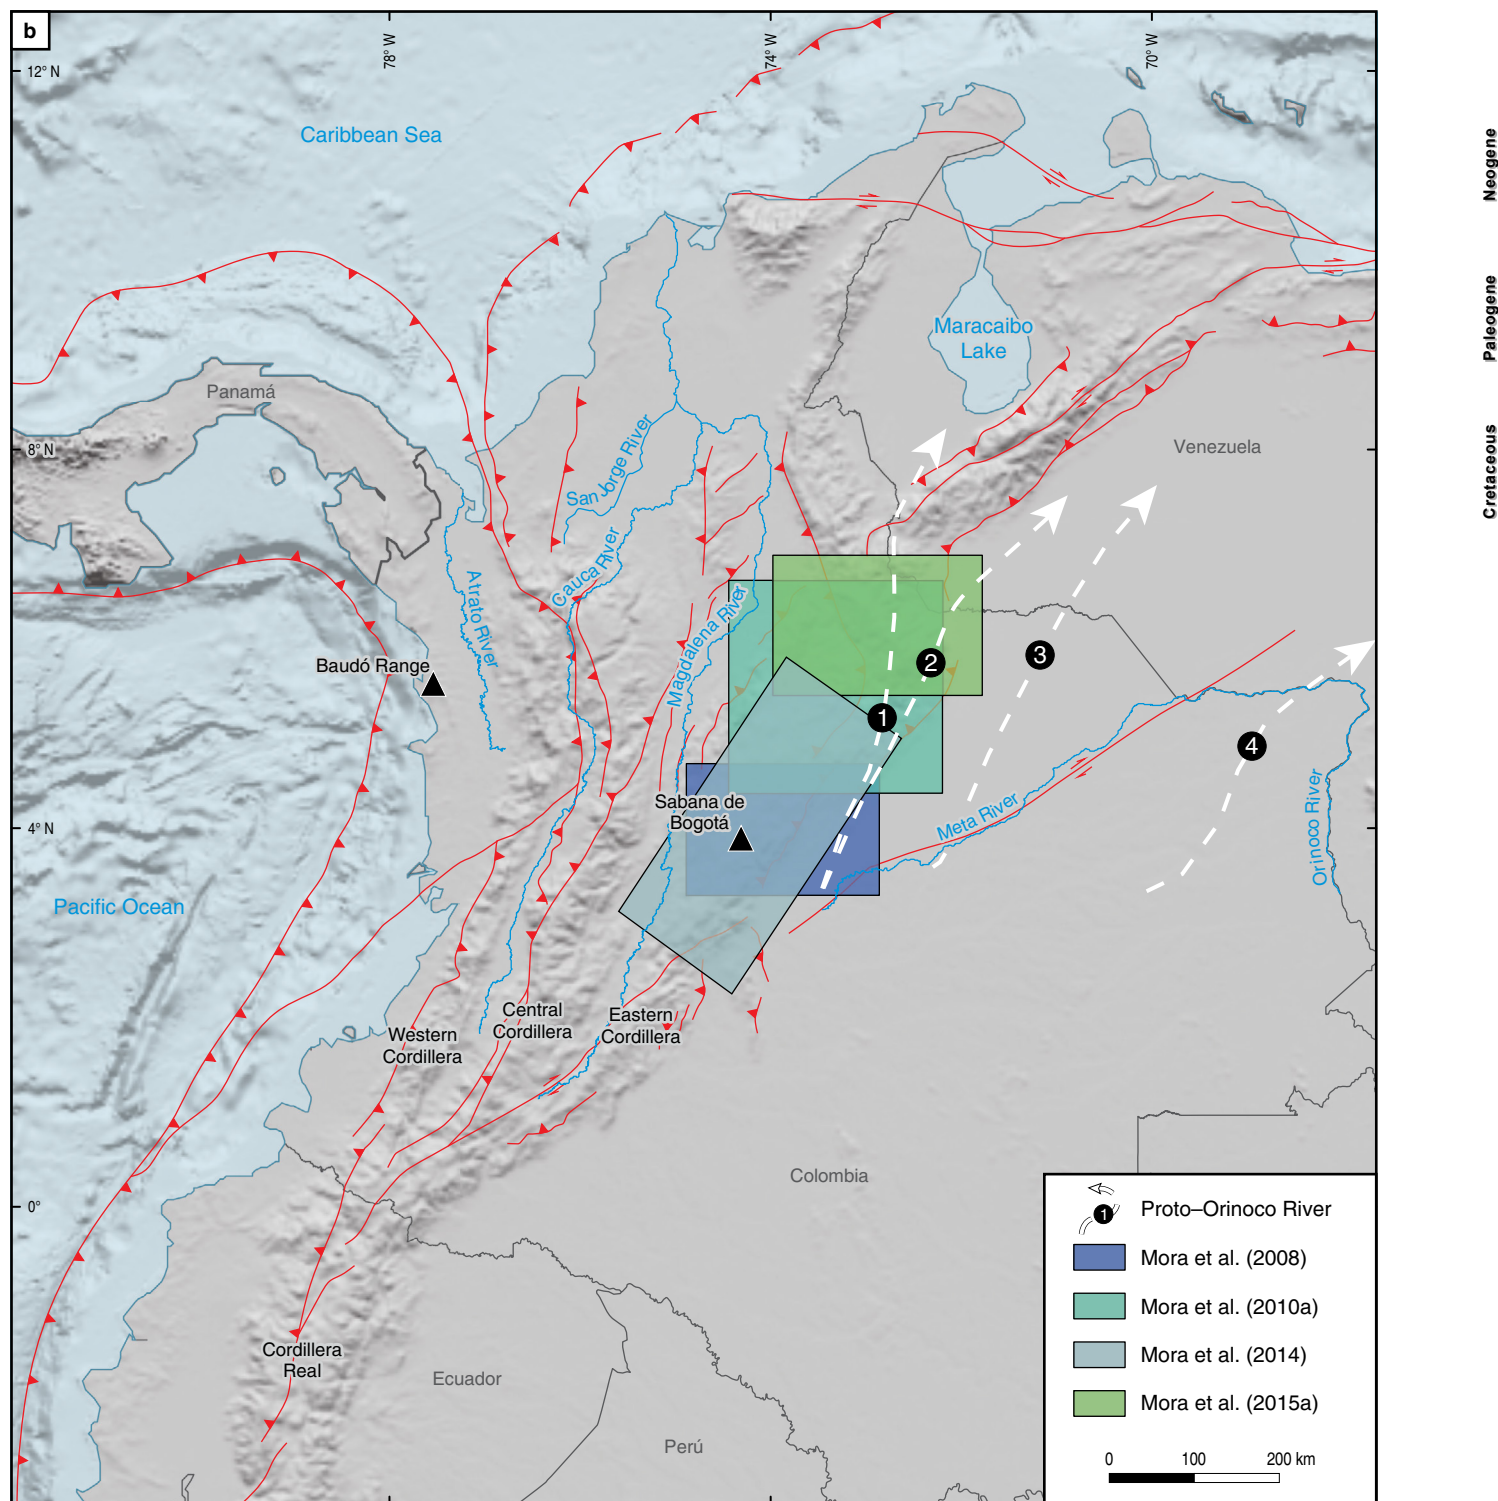 b
78° W
74° W
70° W
12° N
Caribbean Sea
Neogene
Maracaibo
Lake
Paleogene
Panamá
8° N
San Jorge River
Venezuela
Cretaceous
Cauca River
Atrato River
Magdalena River
Baudó Range
2
3
1
4
Sabana de
Bogotá
4° N
Meta River
Orinoco River
Pacific Ocean
Central
Cordillera
Eastern
Cordillera
Western
Cordillera
Colombia
0°
1
Proto–Orinoco River
Mora et al. (2008)
Mora et al. (2010a)
Mora et al. (2014)
Mora et al. (2015a)
Cordillera
Real
Ecuador
Perú
0 100 200 km